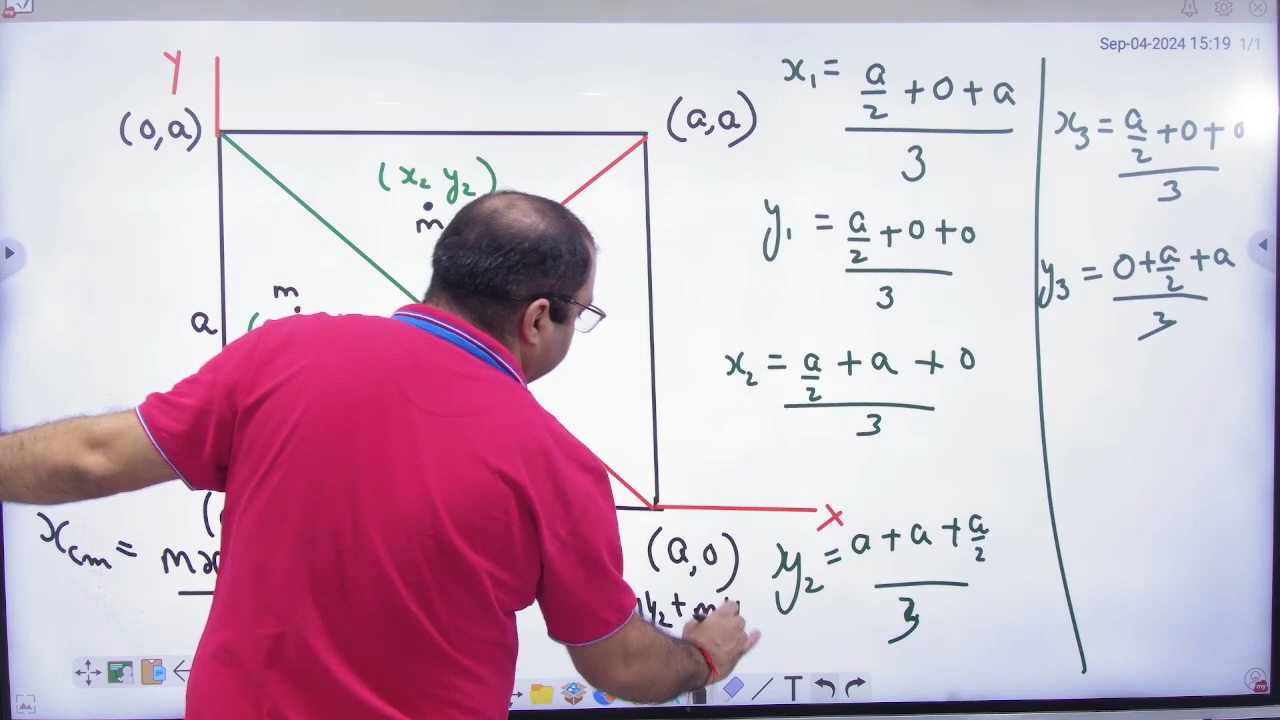 Sep-04-2024 15:19 1/1
Y
(0,a)
(a,a)
(x₂ y₂)
m
m
a
(a,0)
X
x_cm =
x₁ = a/2 + 0 + a / 3
y₁ = a/2 + 0 + 0 / 3
x₂ = a/2 + a + 0 / 3
y₂ = a + a + a/2 / 3
x₃ = a/2 + 0 + 0 / 3
y₃ = 0 + a/2 + a / 3
T